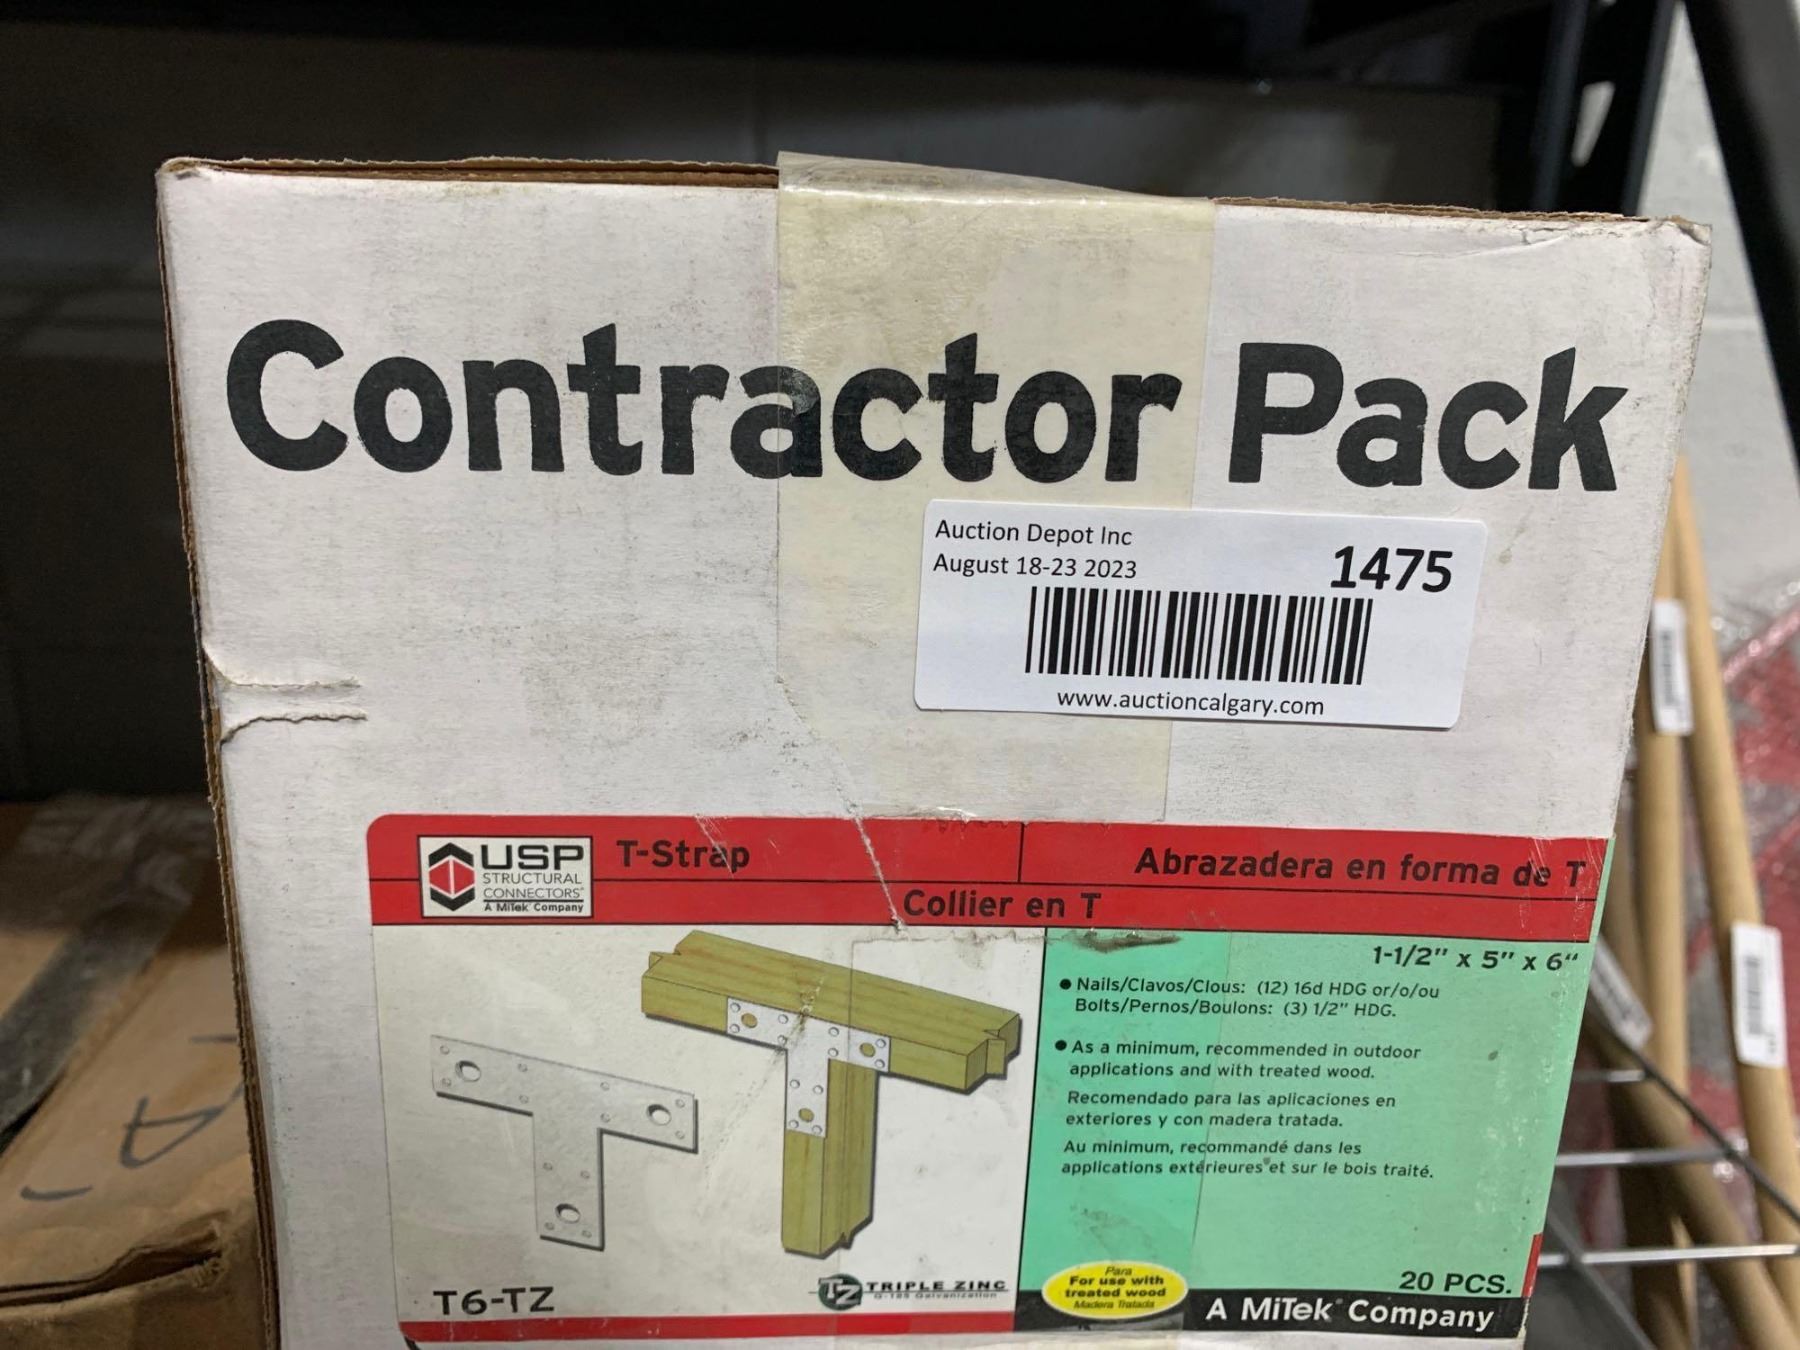 Contractor Pack
Auction Depot Inc
August 18-23 2023
1475
www.auctioncalgary.com
USP
STRUCTURAL
CONNECTORS
A MiTek Company
T-Strap
Abrazadera en forma de T
Collier en T
1-1/2" x 5" x 6"
● Nails/Clavos/Clous: (12) 16d HDG or/o/ou
Bolts/Pernos/Boulons: (3) 1/2" HDG.
● As a minimum, recommended in outdoor
applications and with treated wood.
Recomendado para las aplicaciones en
exteriores y con madera tratada.
Au minimum, recommandé dans les
applications extérieures et sur le bois traité.
T6-TZ
TZ TRIPLE ZINC
G-185 Galvanization
Para
For use with
treated wood
Madera Tratada
20 PCS.
A MiTek Company